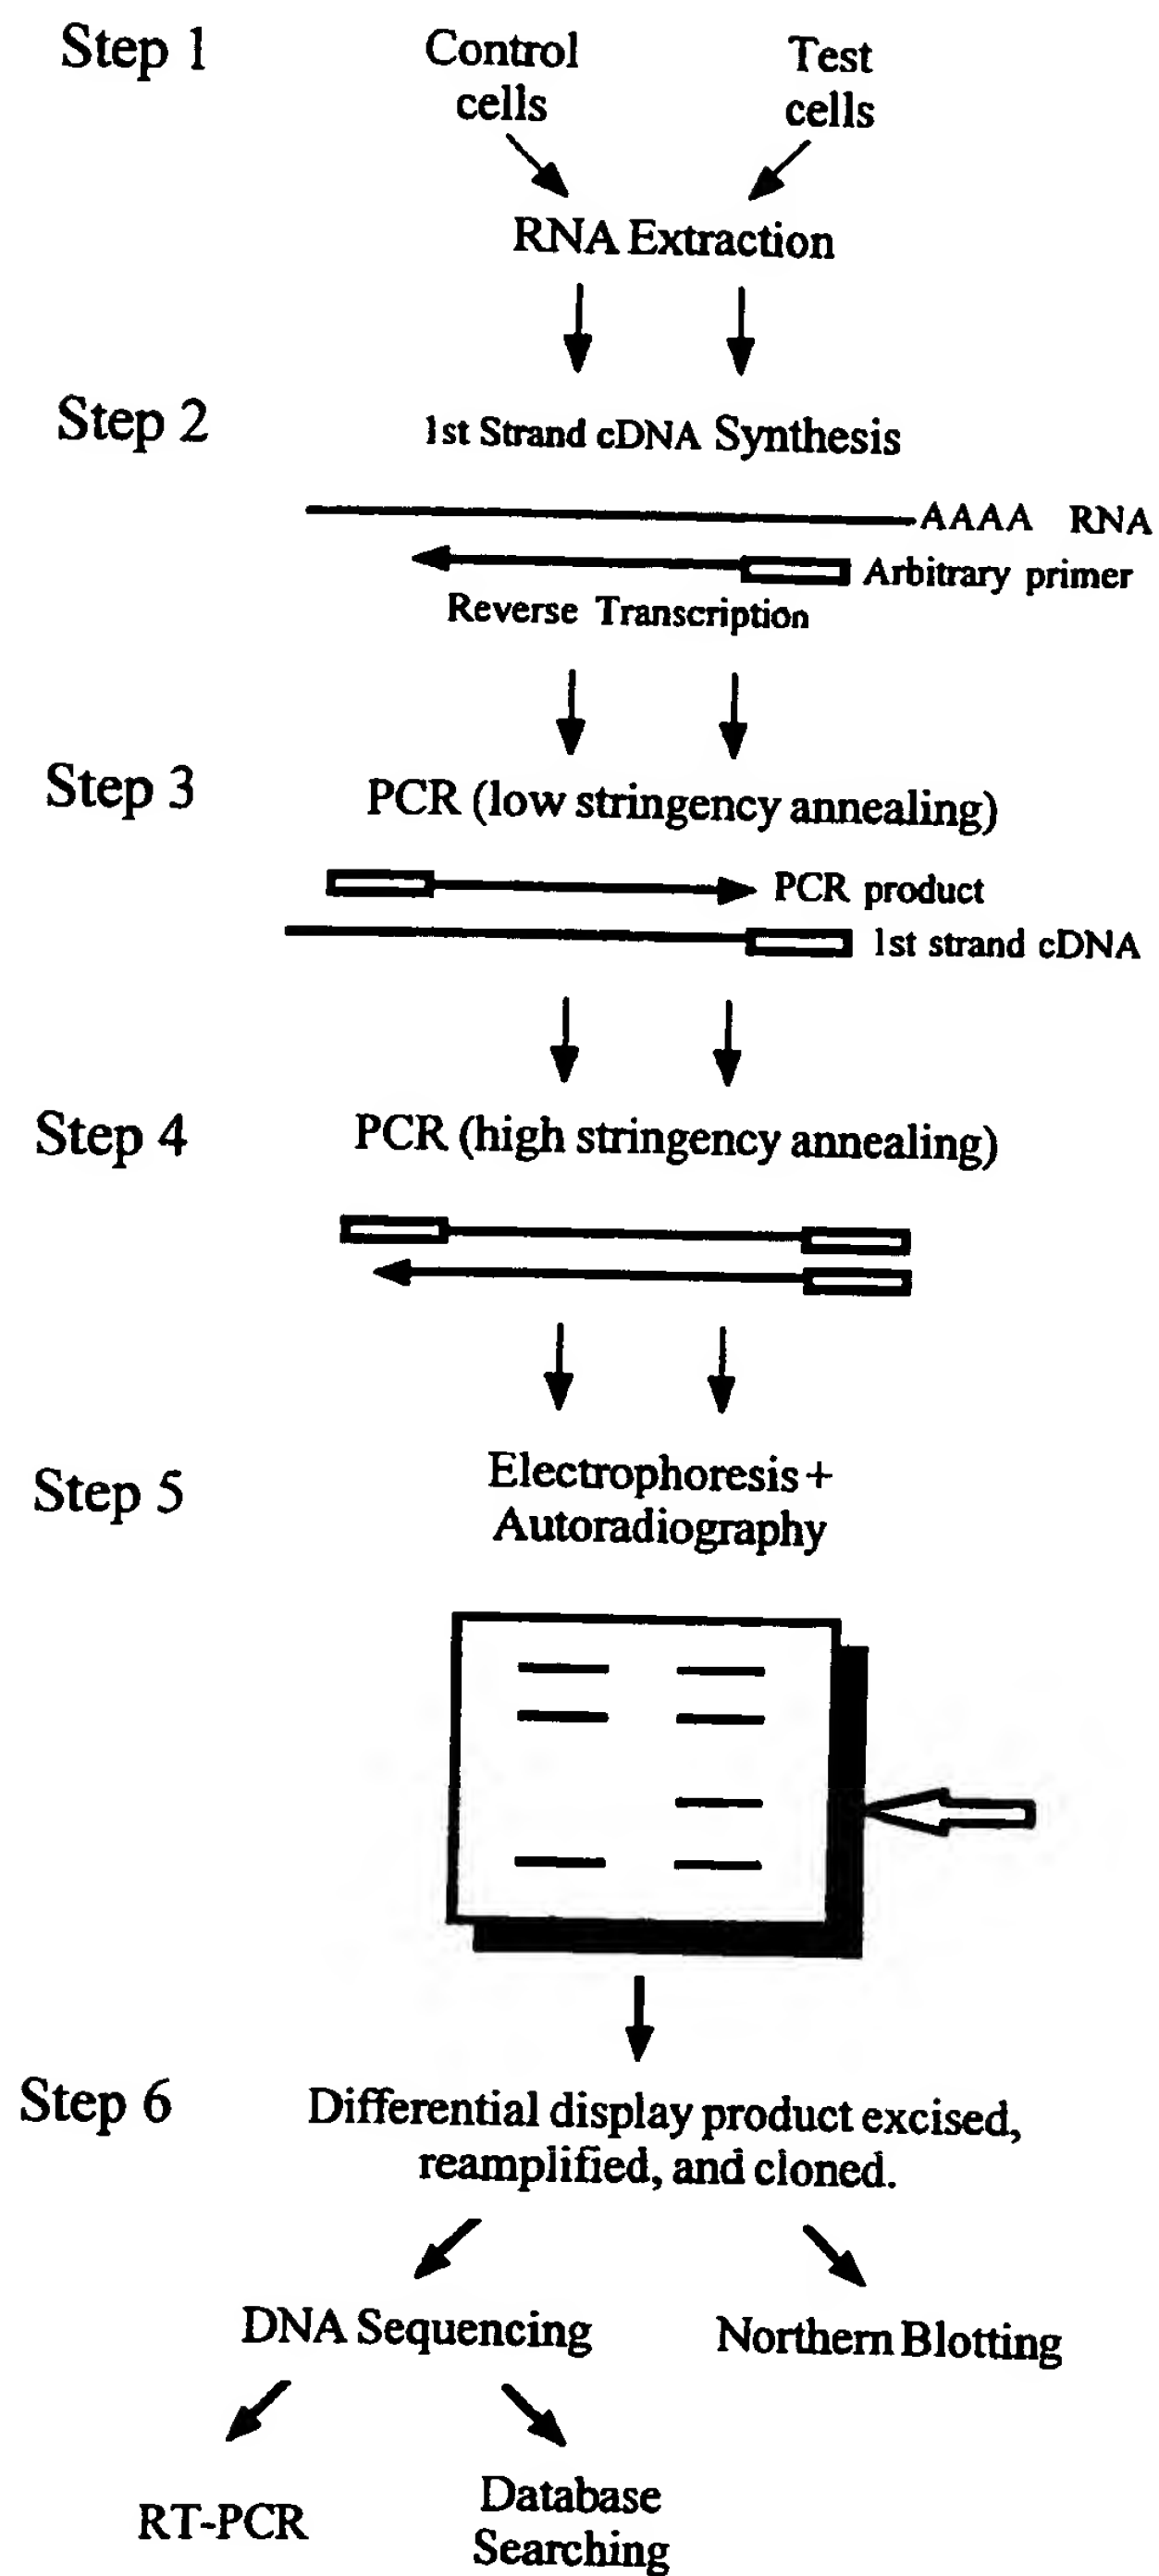 Step 1
Control
cells
Test
cells
RNA Extraction
Step 2
1st Strand cDNA Synthesis
AAAA RNA
Arbitrary primer
Reverse Transcription
Step 3
PCR (low stringency annealing)
PCR product
1st strand cDNA
Step 4
PCR (high stringency annealing)
Step 5
Electrophoresis +
Autoradiography
Step 6
Differential display product excised,
reamplified, and cloned.
DNA Sequencing
Northern Blotting
RT-PCR
Database
Searching